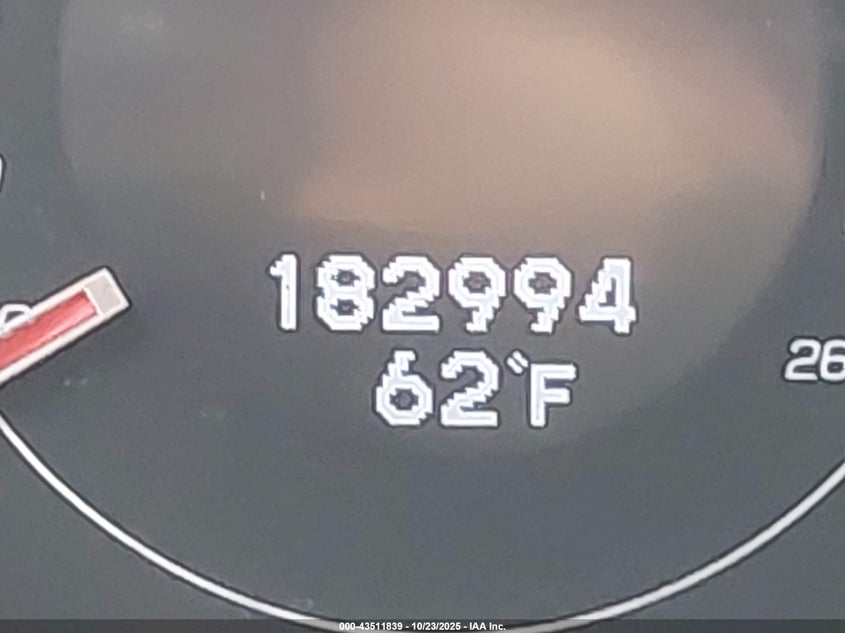 182994
62°F
26
000-43511839 - 10/23/2025 - IAA Inc.